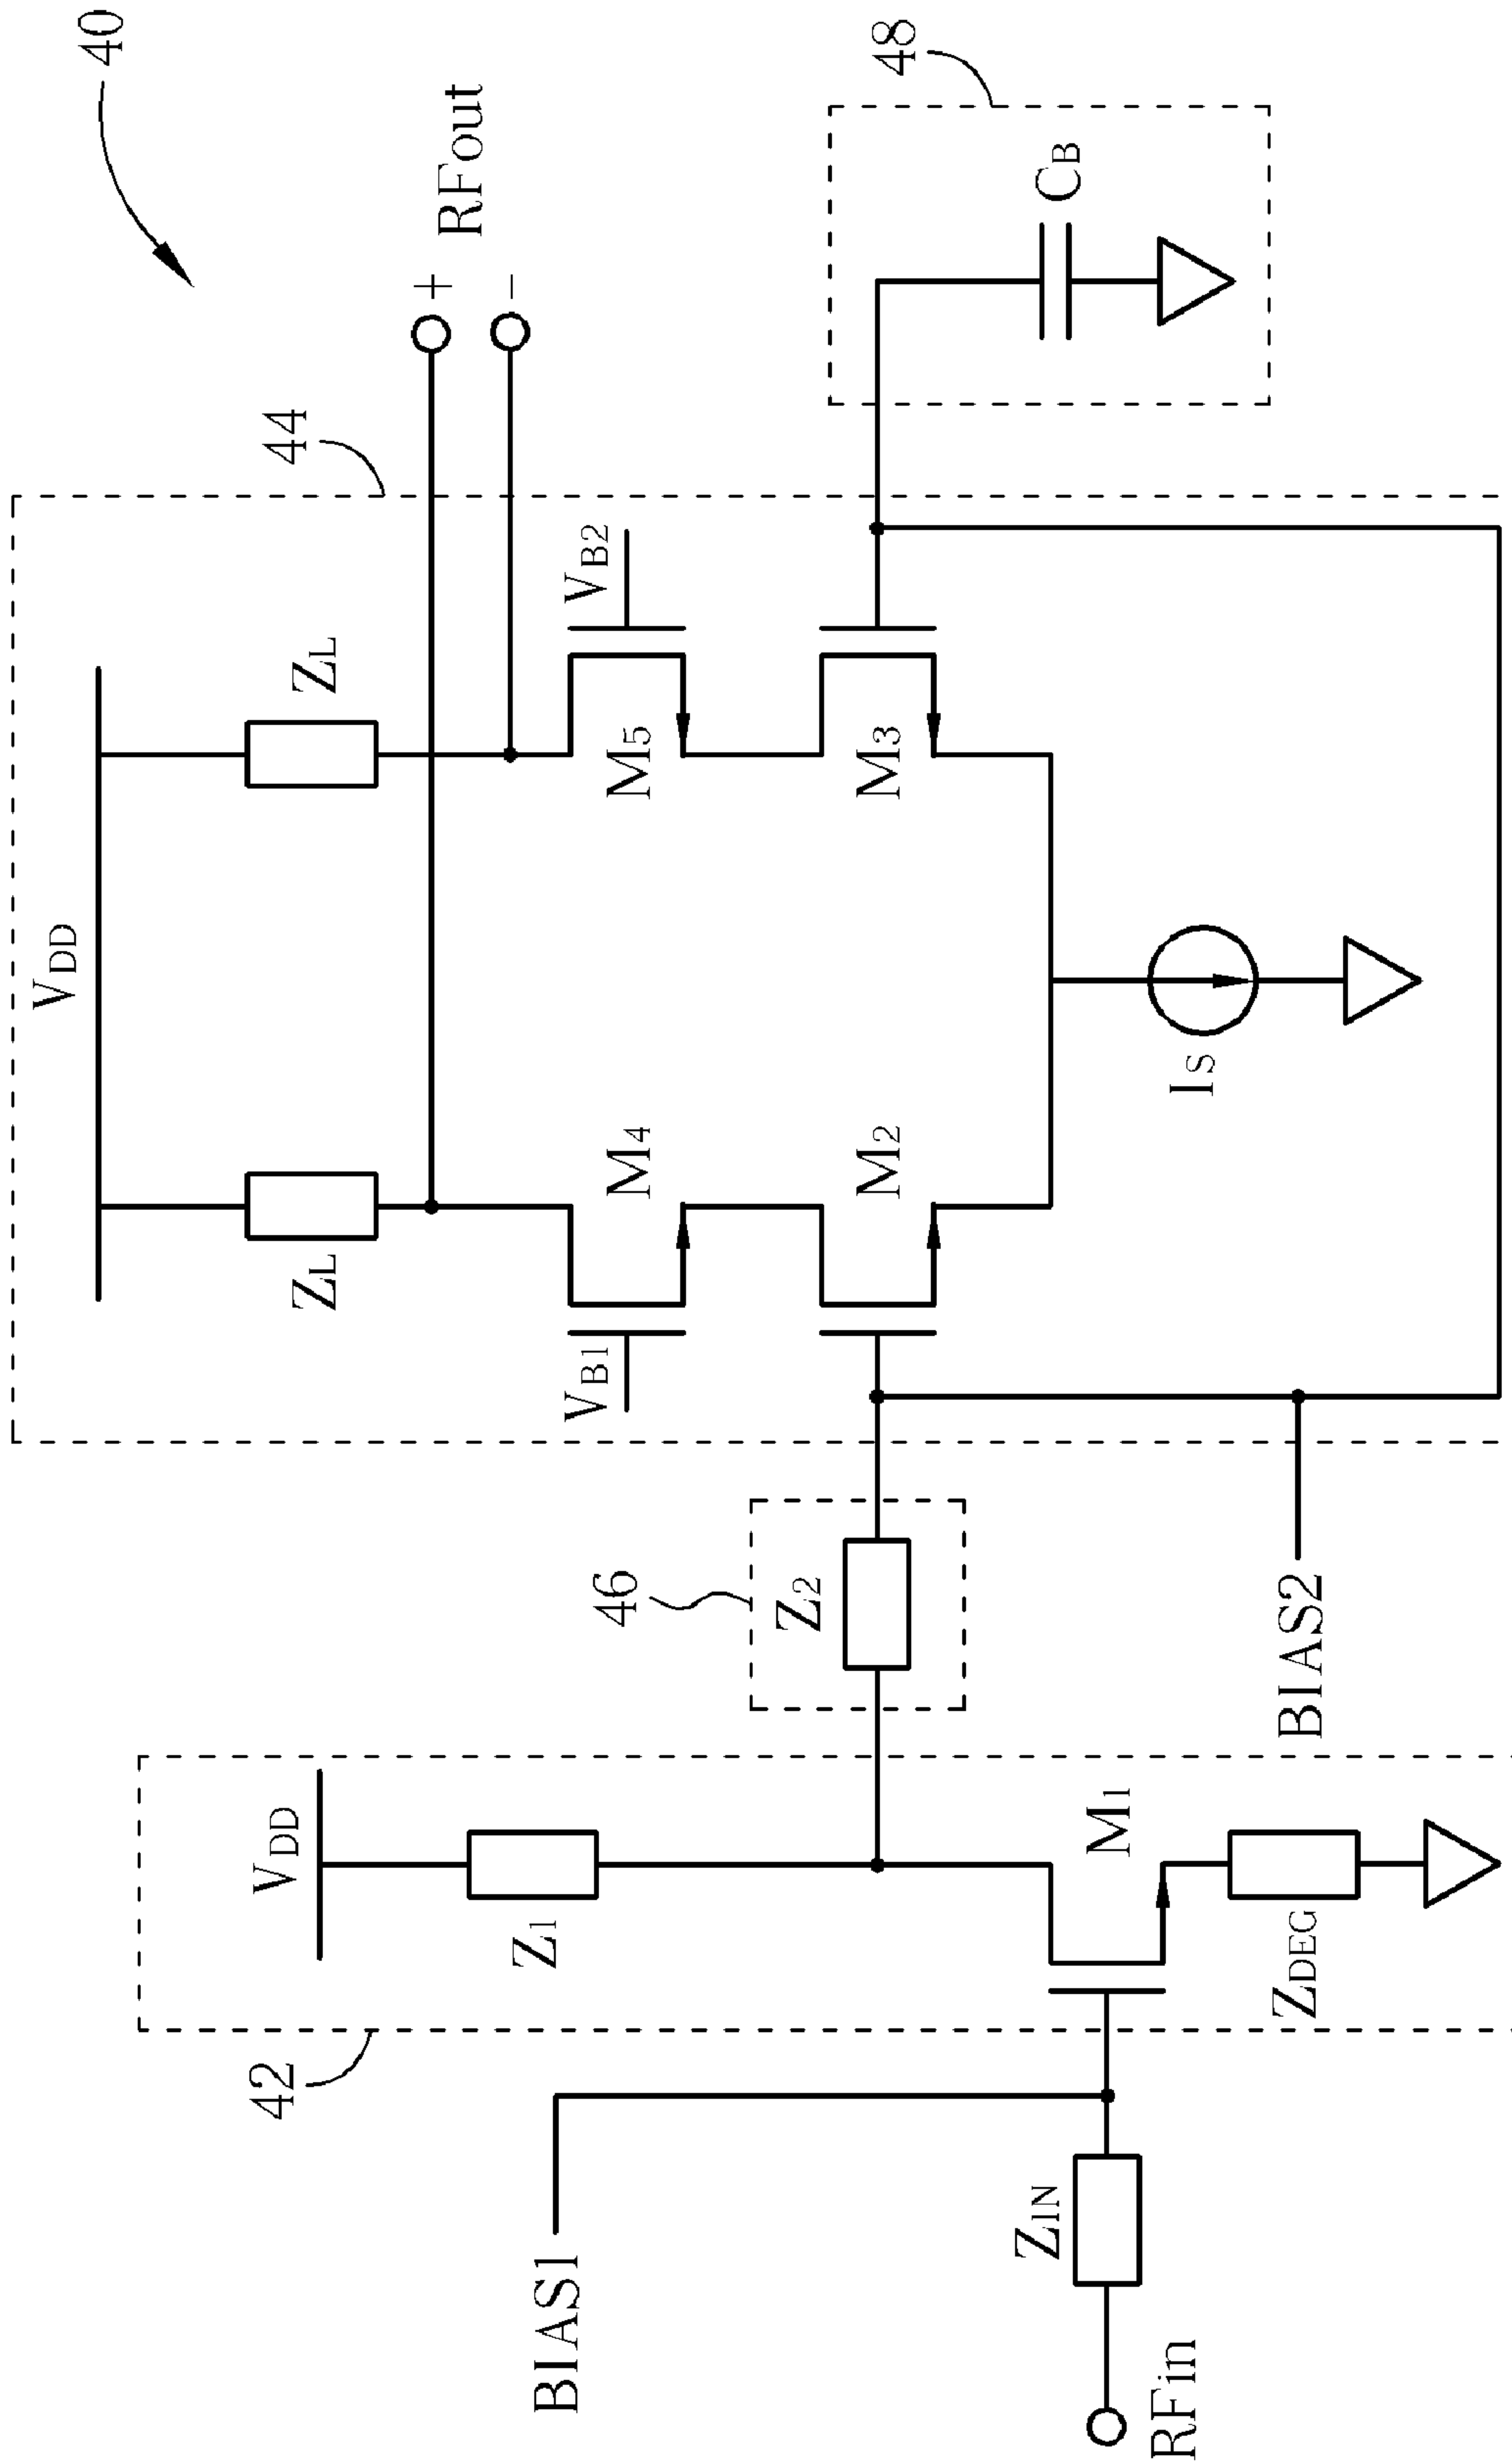 40
44
48
VDD
ZL
ZL
+
-
RFout
VB1
M4
M5
VB2
M2
M3
CB
IS
46
Z2
BIAS2
42
VDD
Z1
M1
ZDEG
BIAS1
ZIN
RFin